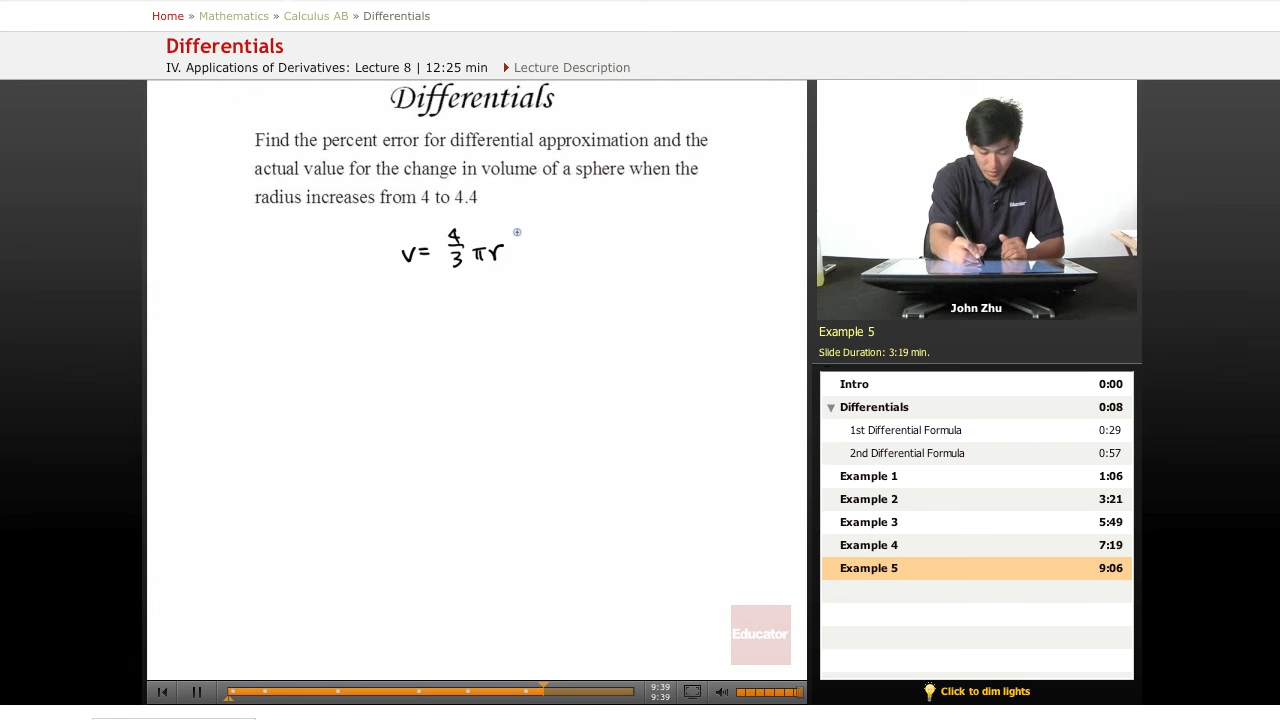 Home » Mathematics » Calculus AB » Differentials
Differentials
IV. Applications of Derivatives: Lecture 8 | 12:25 min
Lecture Description
Differentials
Find the percent error for differential approximation and the
actual value for the change in volume of a sphere when the
radius increases from 4 to 4.4
v = 4/3 πr
Educator
Educator
John Zhu
Example 5
Slide Duration: 3:19 min.
Intro 0:00
Differentials 0:08
1st Differential Formula 0:29
2nd Differential Formula 0:57
Example 1 1:06
Example 2 3:21
Example 3 5:49
Example 4 7:19
Example 5 9:06
9:39
9:39
Click to dim lights